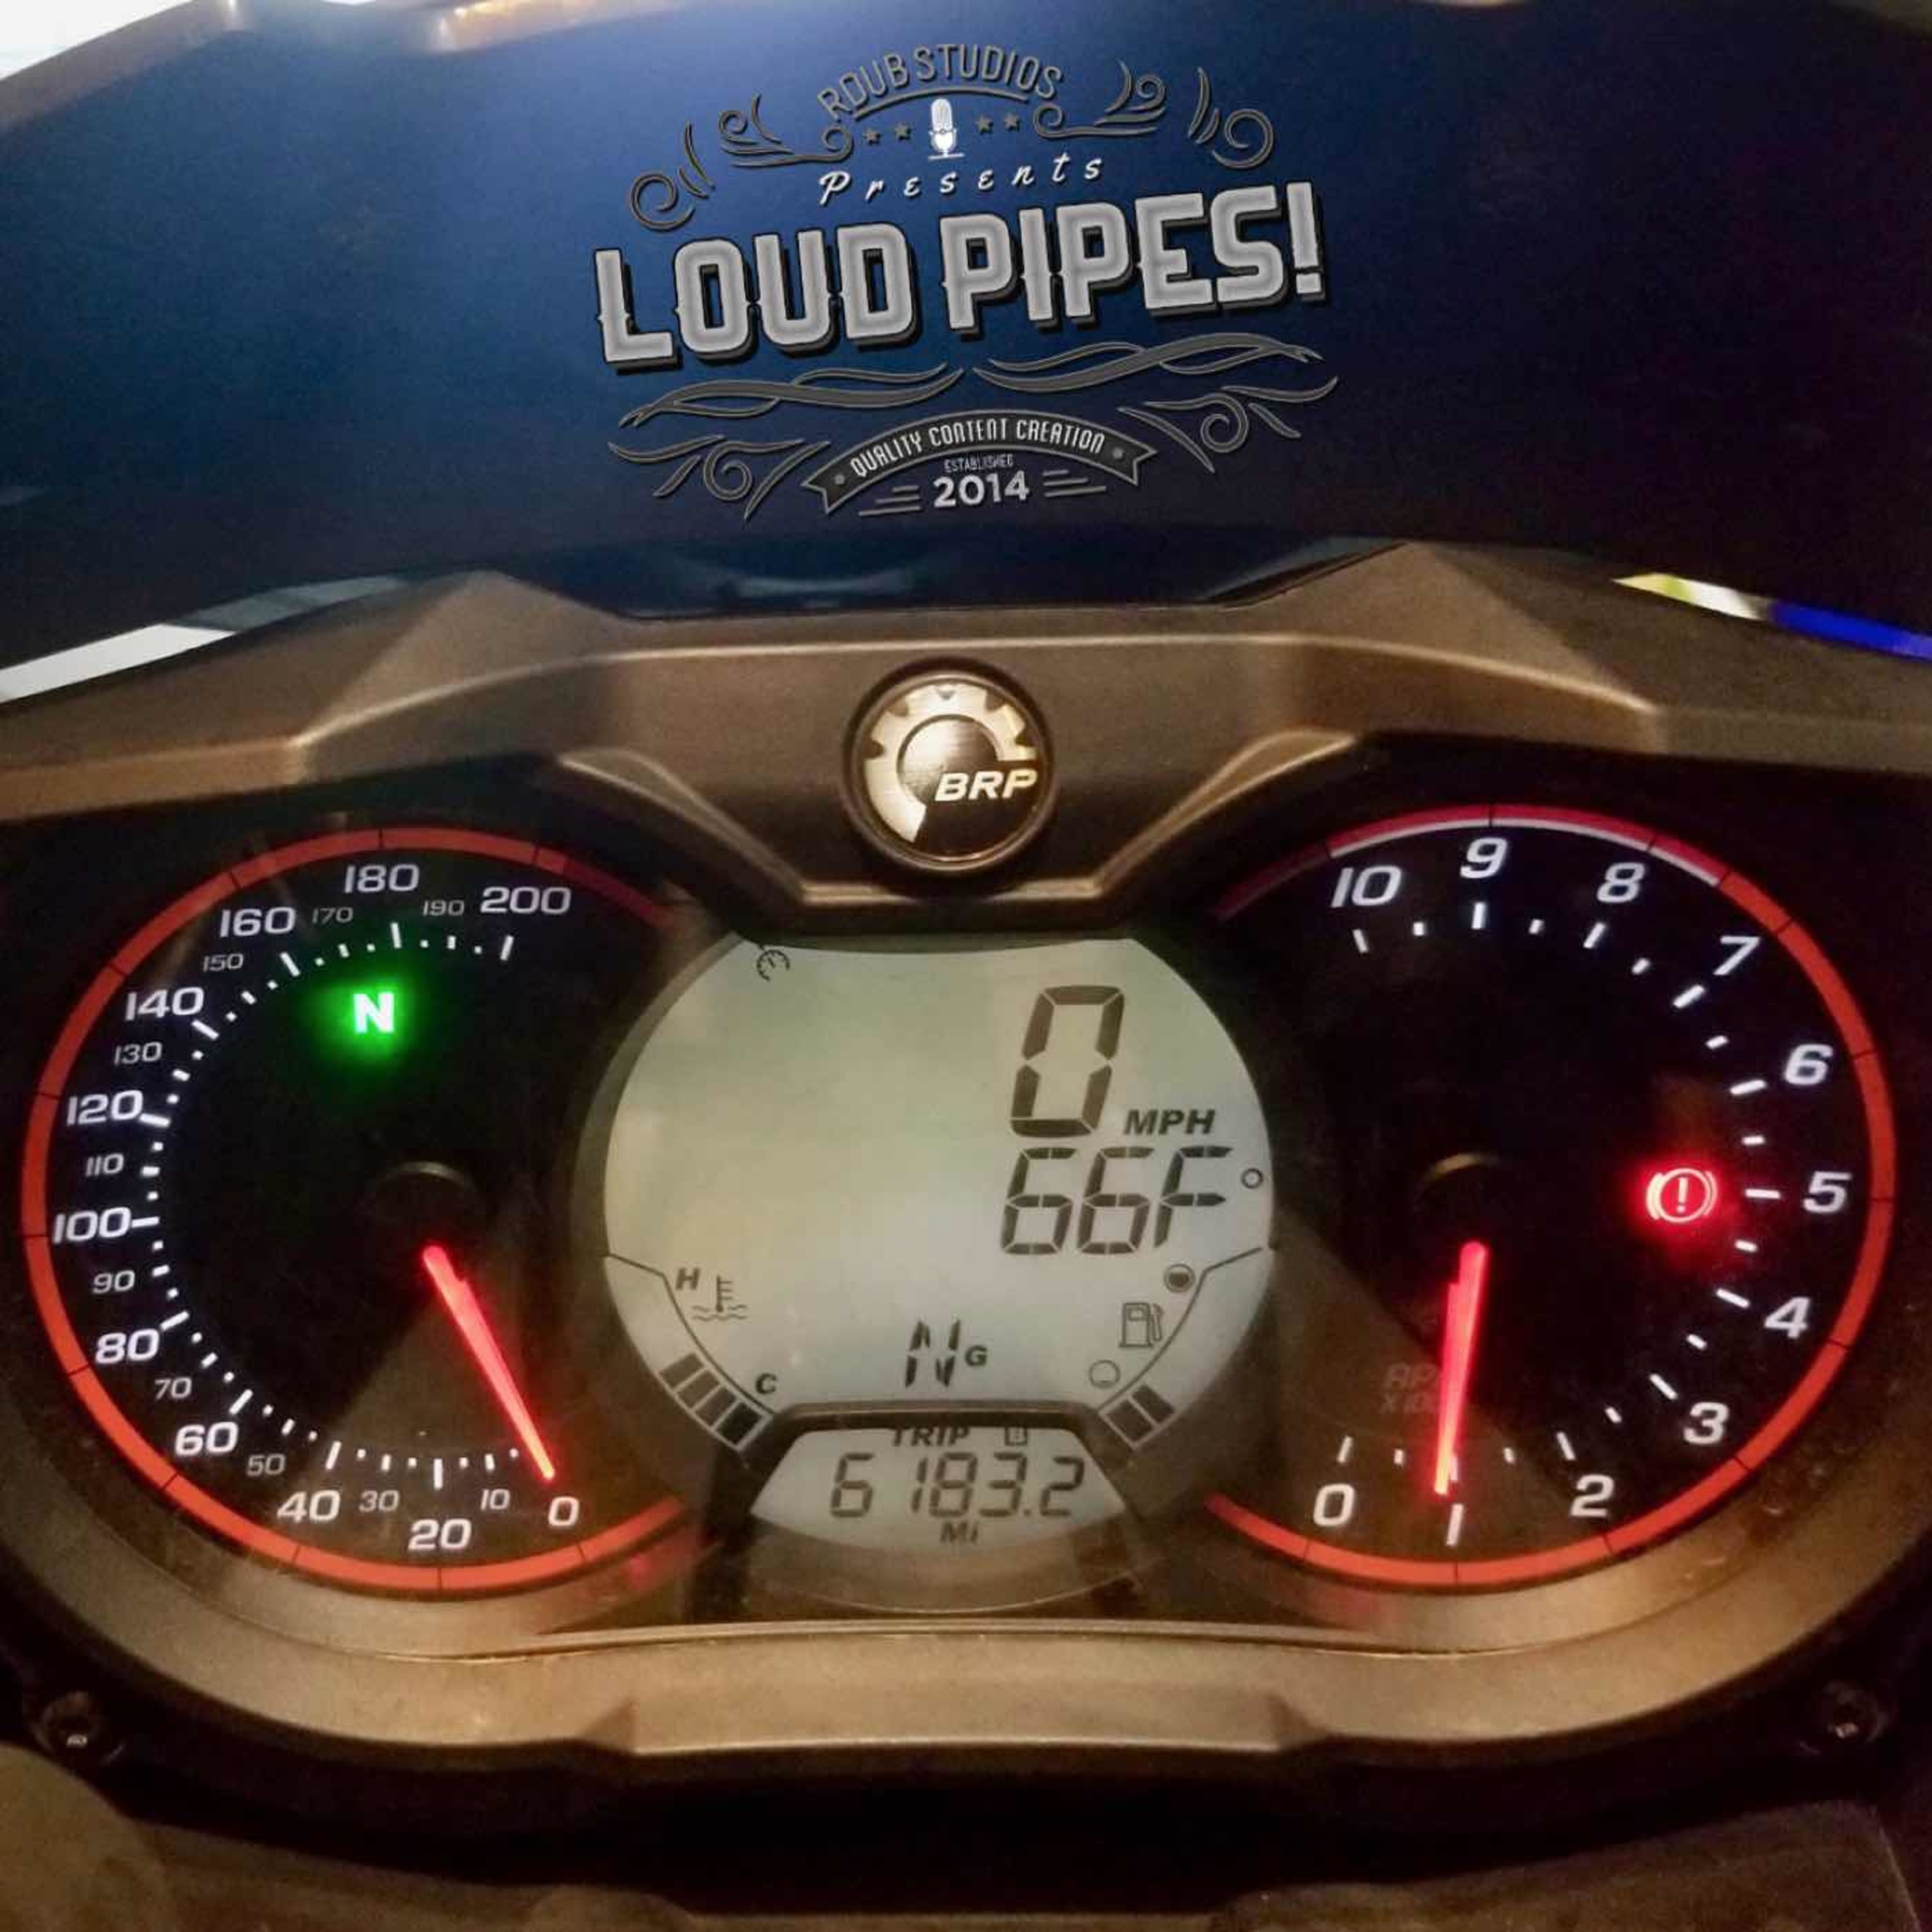 RDUB STUDIOS
Presents
LOUD PIPES!
QUALITY CONTENT CREATION
ESTABLISHED
2014
BRP
180
200
160
170
190
150
140
N
130
120
110
100
90
80
70
60
50
40
30
20
10
0
0
MPH
66F°
H
C
N G
TRIP B
6183.2
Mi
10
9
8
7
6
5
4
3
2
1
0